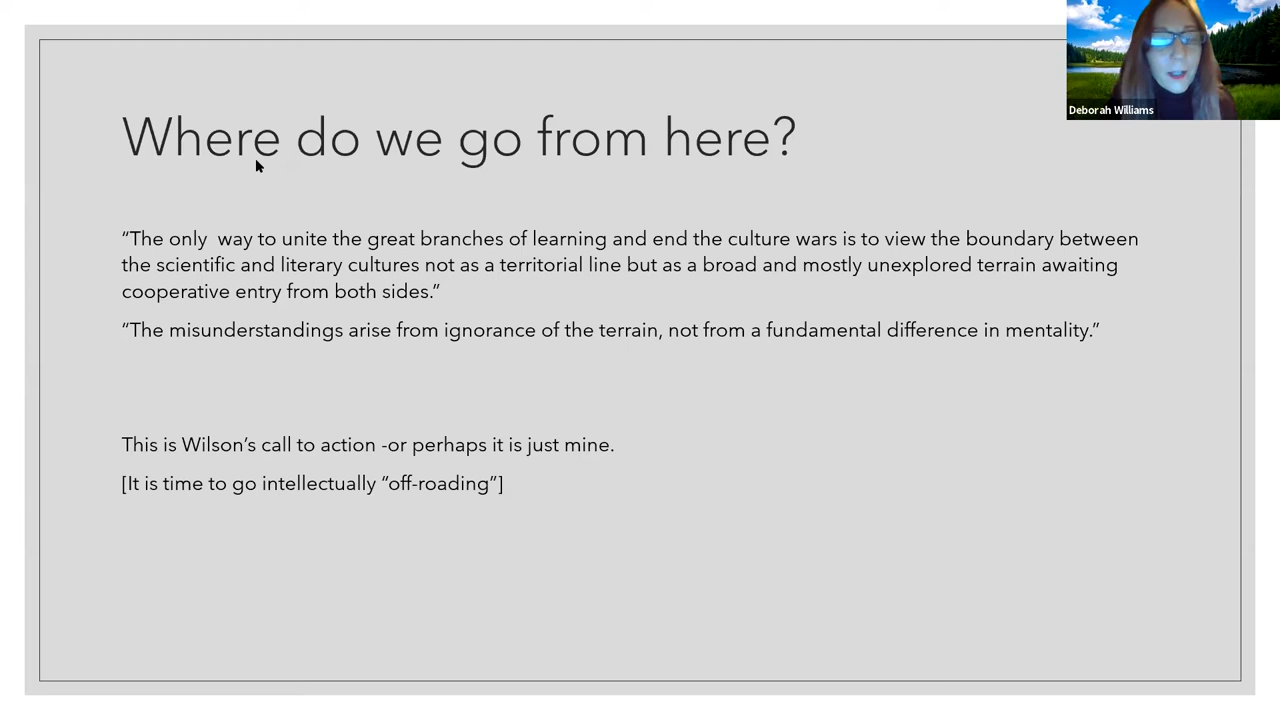 Deborah Williams
Where do we go from here?
“The only  way to unite the great branches of learning and end the culture wars is to view the boundary between
the scientific and literary cultures not as a territorial line but as a broad and mostly unexplored terrain awaiting
cooperative entry from both sides.”
“The misunderstandings arise from ignorance of the terrain, not from a fundamental difference in mentality.”
This is Wilson’s call to action -or perhaps it is just mine.
[It is time to go intellectually “off-roading”]